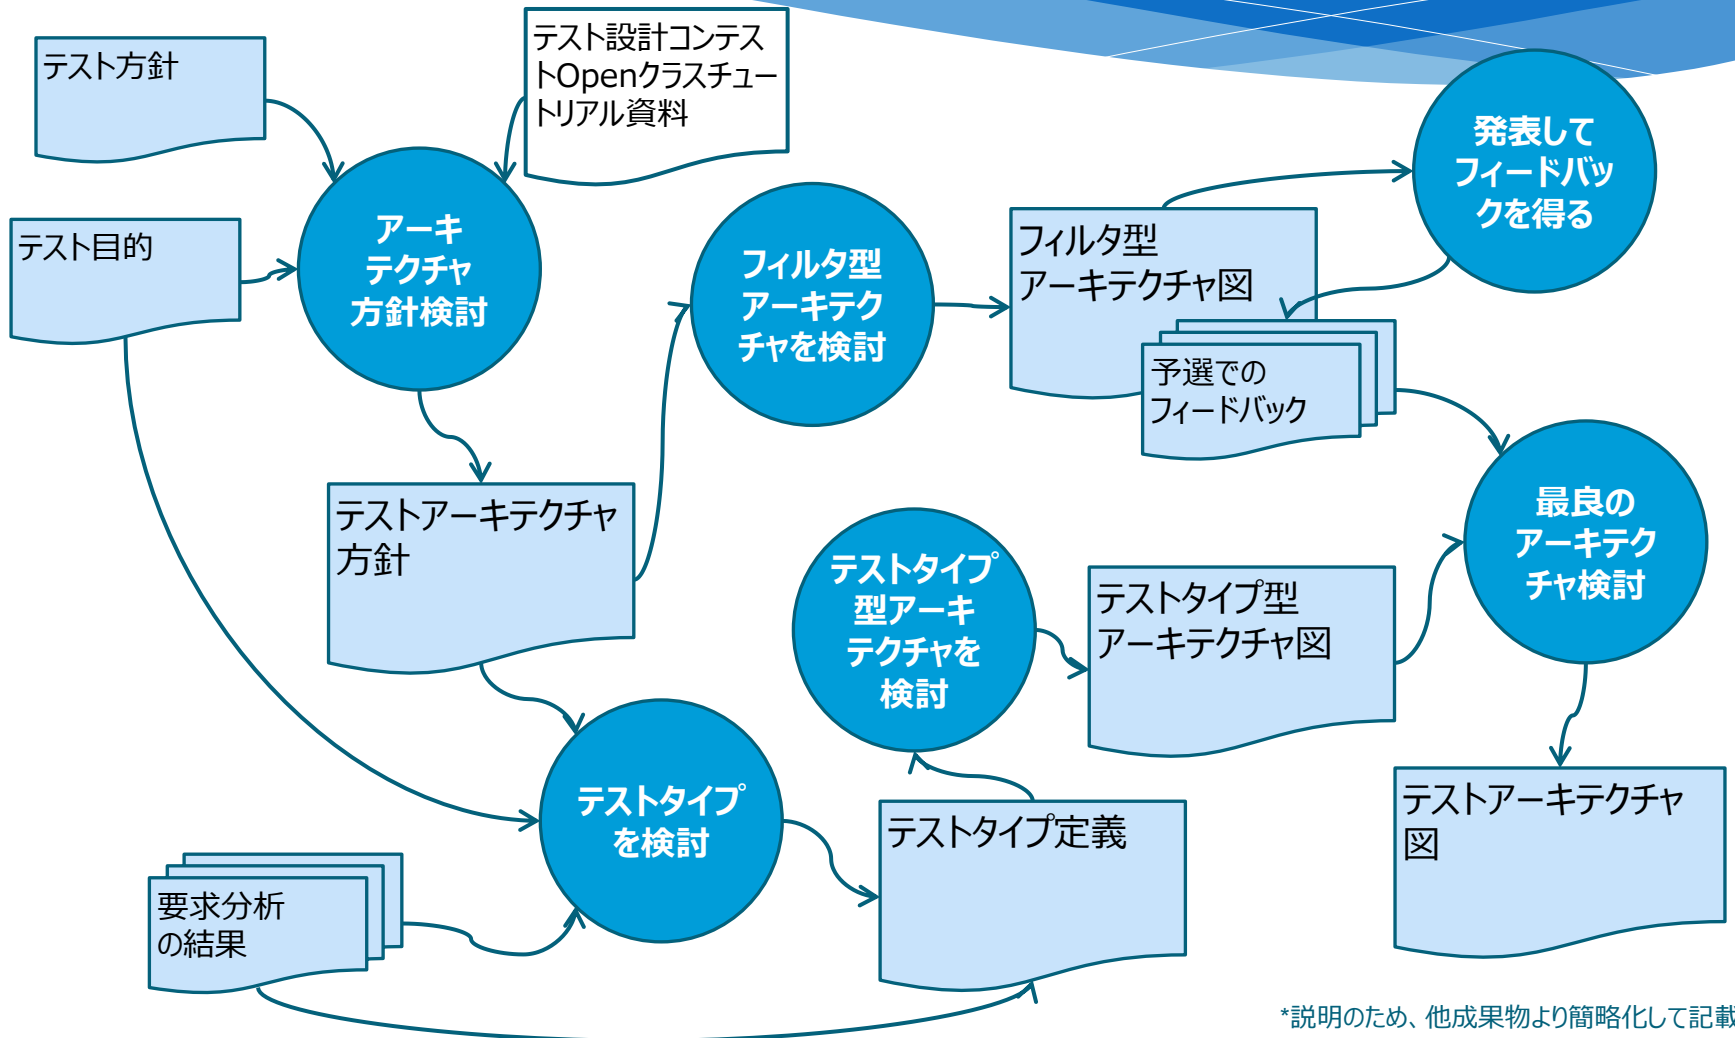 テスト方針
テスト設計コンテス
トOpenクラスチュー
トリアル資料
発表して
フィードバッ
クを得る
テスト目的
アーキ
テクチャ
方針検討
フィルタ型
アーキテク
チャを検討
フィルタ型
アーキテクチャ図
予選での
フィードバック
テストアーキテクチャ
方針
テストタイプ
型アーキ
テクチャを
検討
テストタイプ型
アーキテクチャ図
最良の
アーキテク
チャ検討
テストタイプ
を検討
テストタイプ定義
テストアーキテクチャ
図
要求分析
の結果
*説明のため、他成果物より簡略化して記載